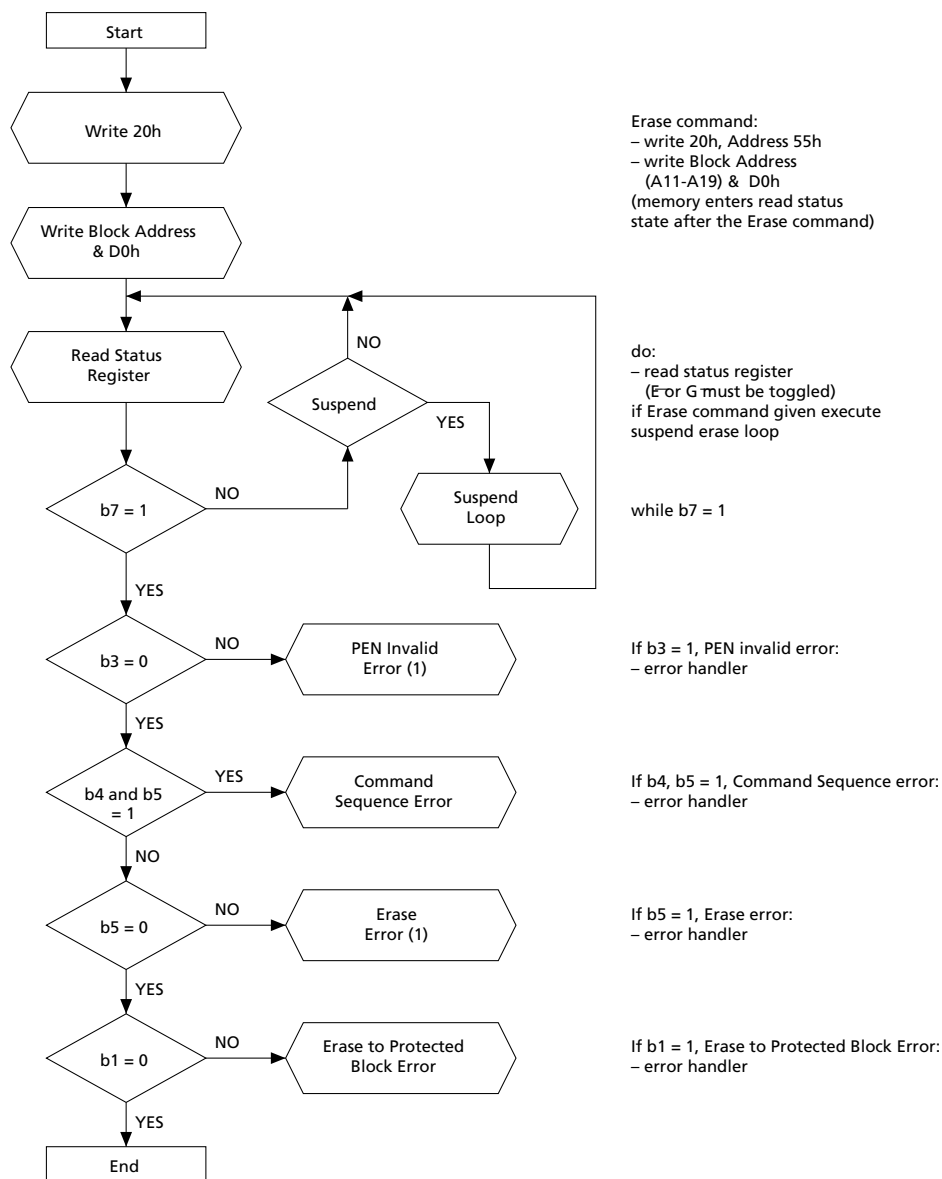 Start
Write 20h
Erase command:
– write 20h, Address 55h
– write Block Address
(A11-A19) & D0h
(memory enters read status
state after the Erase command)
Write Block Address
& D0h
Read Status
Register
NO
Suspend
YES
do:
– read status register
(E or G must be toggled)
if Erase command given execute
suspend erase loop
b7 = 1
NO
Suspend
Loop
while b7 = 1
YES
b3 = 0
NO
PEN Invalid
Error (1)
If b3 = 1, PEN invalid error:
– error handler
YES
b4 and b5
= 1
YES
Command
Sequence Error
If b4, b5 = 1, Command Sequence error:
– error handler
NO
b5 = 0
NO
Erase
Error (1)
If b5 = 1, Erase error:
– error handler
YES
b1 = 0
NO
Erase to Protected
Block Error
If b1 = 1, Erase to Protected Block Error:
– error handler
YES
End